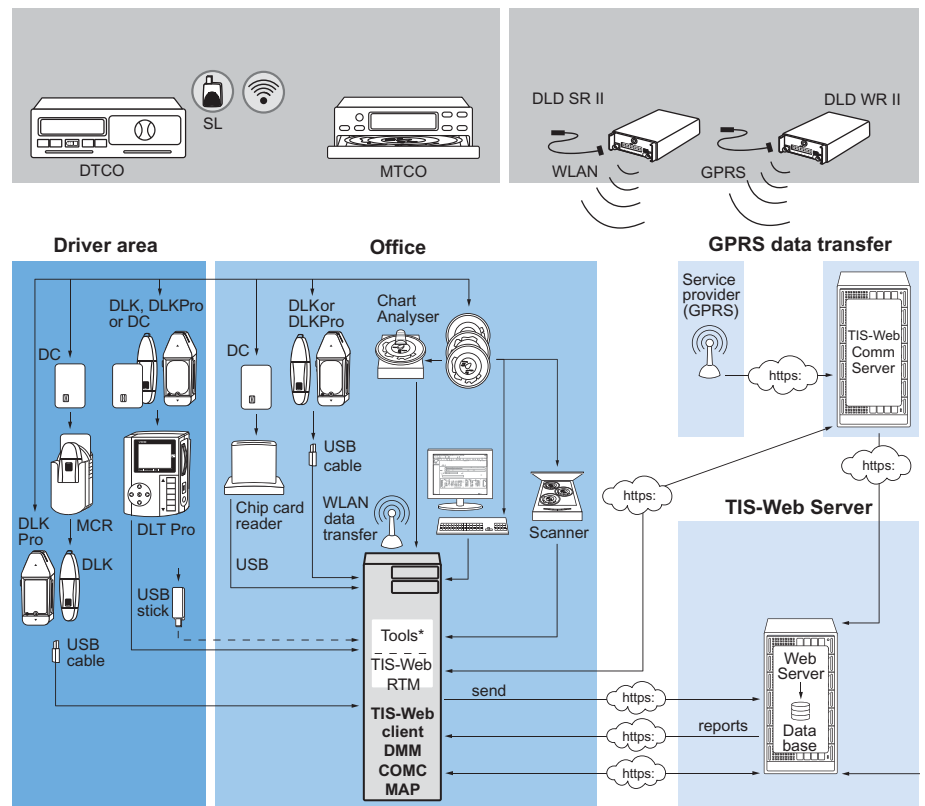 DTCO
SL
MTCO
DLD SR II
WLAN
DLD WR II
GPRS
Driver area
Office
GPRS data transfer
DC
DLK, DLKPro
or DC
MCR
DLK
Pro
DLK
DLT Pro
USB
stick
USB
cable
DC
DLKor
DLKPro
Chart
Analyser
USB
cable
Chip card
reader
WLAN
data
transfer
Scanner
USB
Tools*
TIS-Web
RTM
TIS-Web
client
DMM
COMC
MAP
Service
provider
(GPRS)
https:
TIS-Web
Comm
Server
https:
https:
TIS-Web Server
send
https:
reports
https:
https:
Web
Server
Data
base